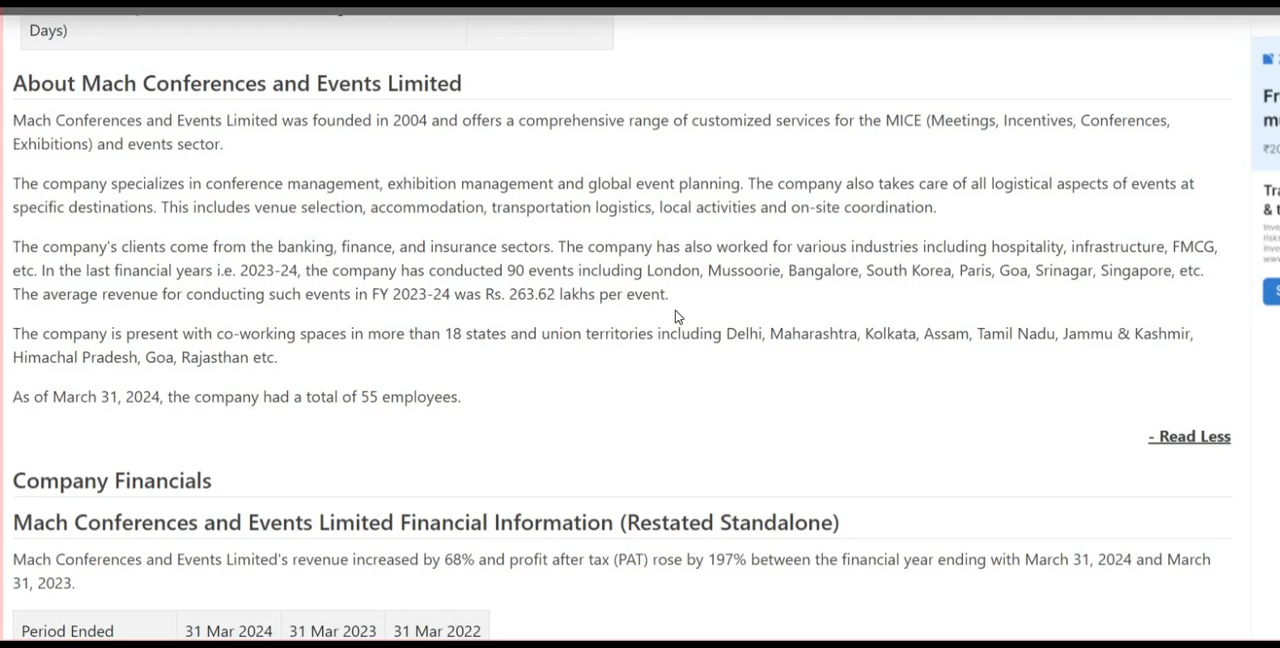 Days)
About Mach Conferences and Events Limited
Mach Conferences and Events Limited was founded in 2004 and offers a comprehensive range of customized services for the MICE (Meetings, Incentives, Conferences,
Exhibitions) and events sector.
The company specializes in conference management, exhibition management and global event planning. The company also takes care of all logistical aspects of events at
specific destinations. This includes venue selection, accommodation, transportation logistics, local activities and on-site coordination.
The company's clients come from the banking, finance, and insurance sectors. The company has also worked for various industries including hospitality, infrastructure, FMCG,
etc. In the last financial years i.e. 2023-24, the company has conducted 90 events including London, Mussoorie, Bangalore, South Korea, Paris, Goa, Srinagar, Singapore, etc.
The average revenue for conducting such events in FY 2023-24 was Rs. 263.62 lakhs per event.
The company is present with co-working spaces in more than 18 states and union territories including Delhi, Maharashtra, Kolkata, Assam, Tamil Nadu, Jammu & Kashmir,
Himachal Pradesh, Goa, Rajasthan etc.
As of March 31, 2024, the company had a total of 55 employees.
- Read Less
Company Financials
Mach Conferences and Events Limited Financial Information (Restated Standalone)
Mach Conferences and Events Limited's revenue increased by 68% and profit after tax (PAT) rose by 197% between the financial year ending with March 31, 2024 and March
31, 2023.
Period Ended 31 Mar 2024 31 Mar 2023 31 Mar 2022